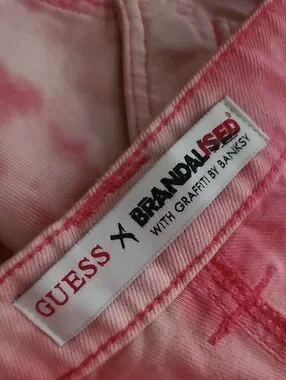 GUESS X BRANDALISED®
WITH GRAFFITI BY BANKSY